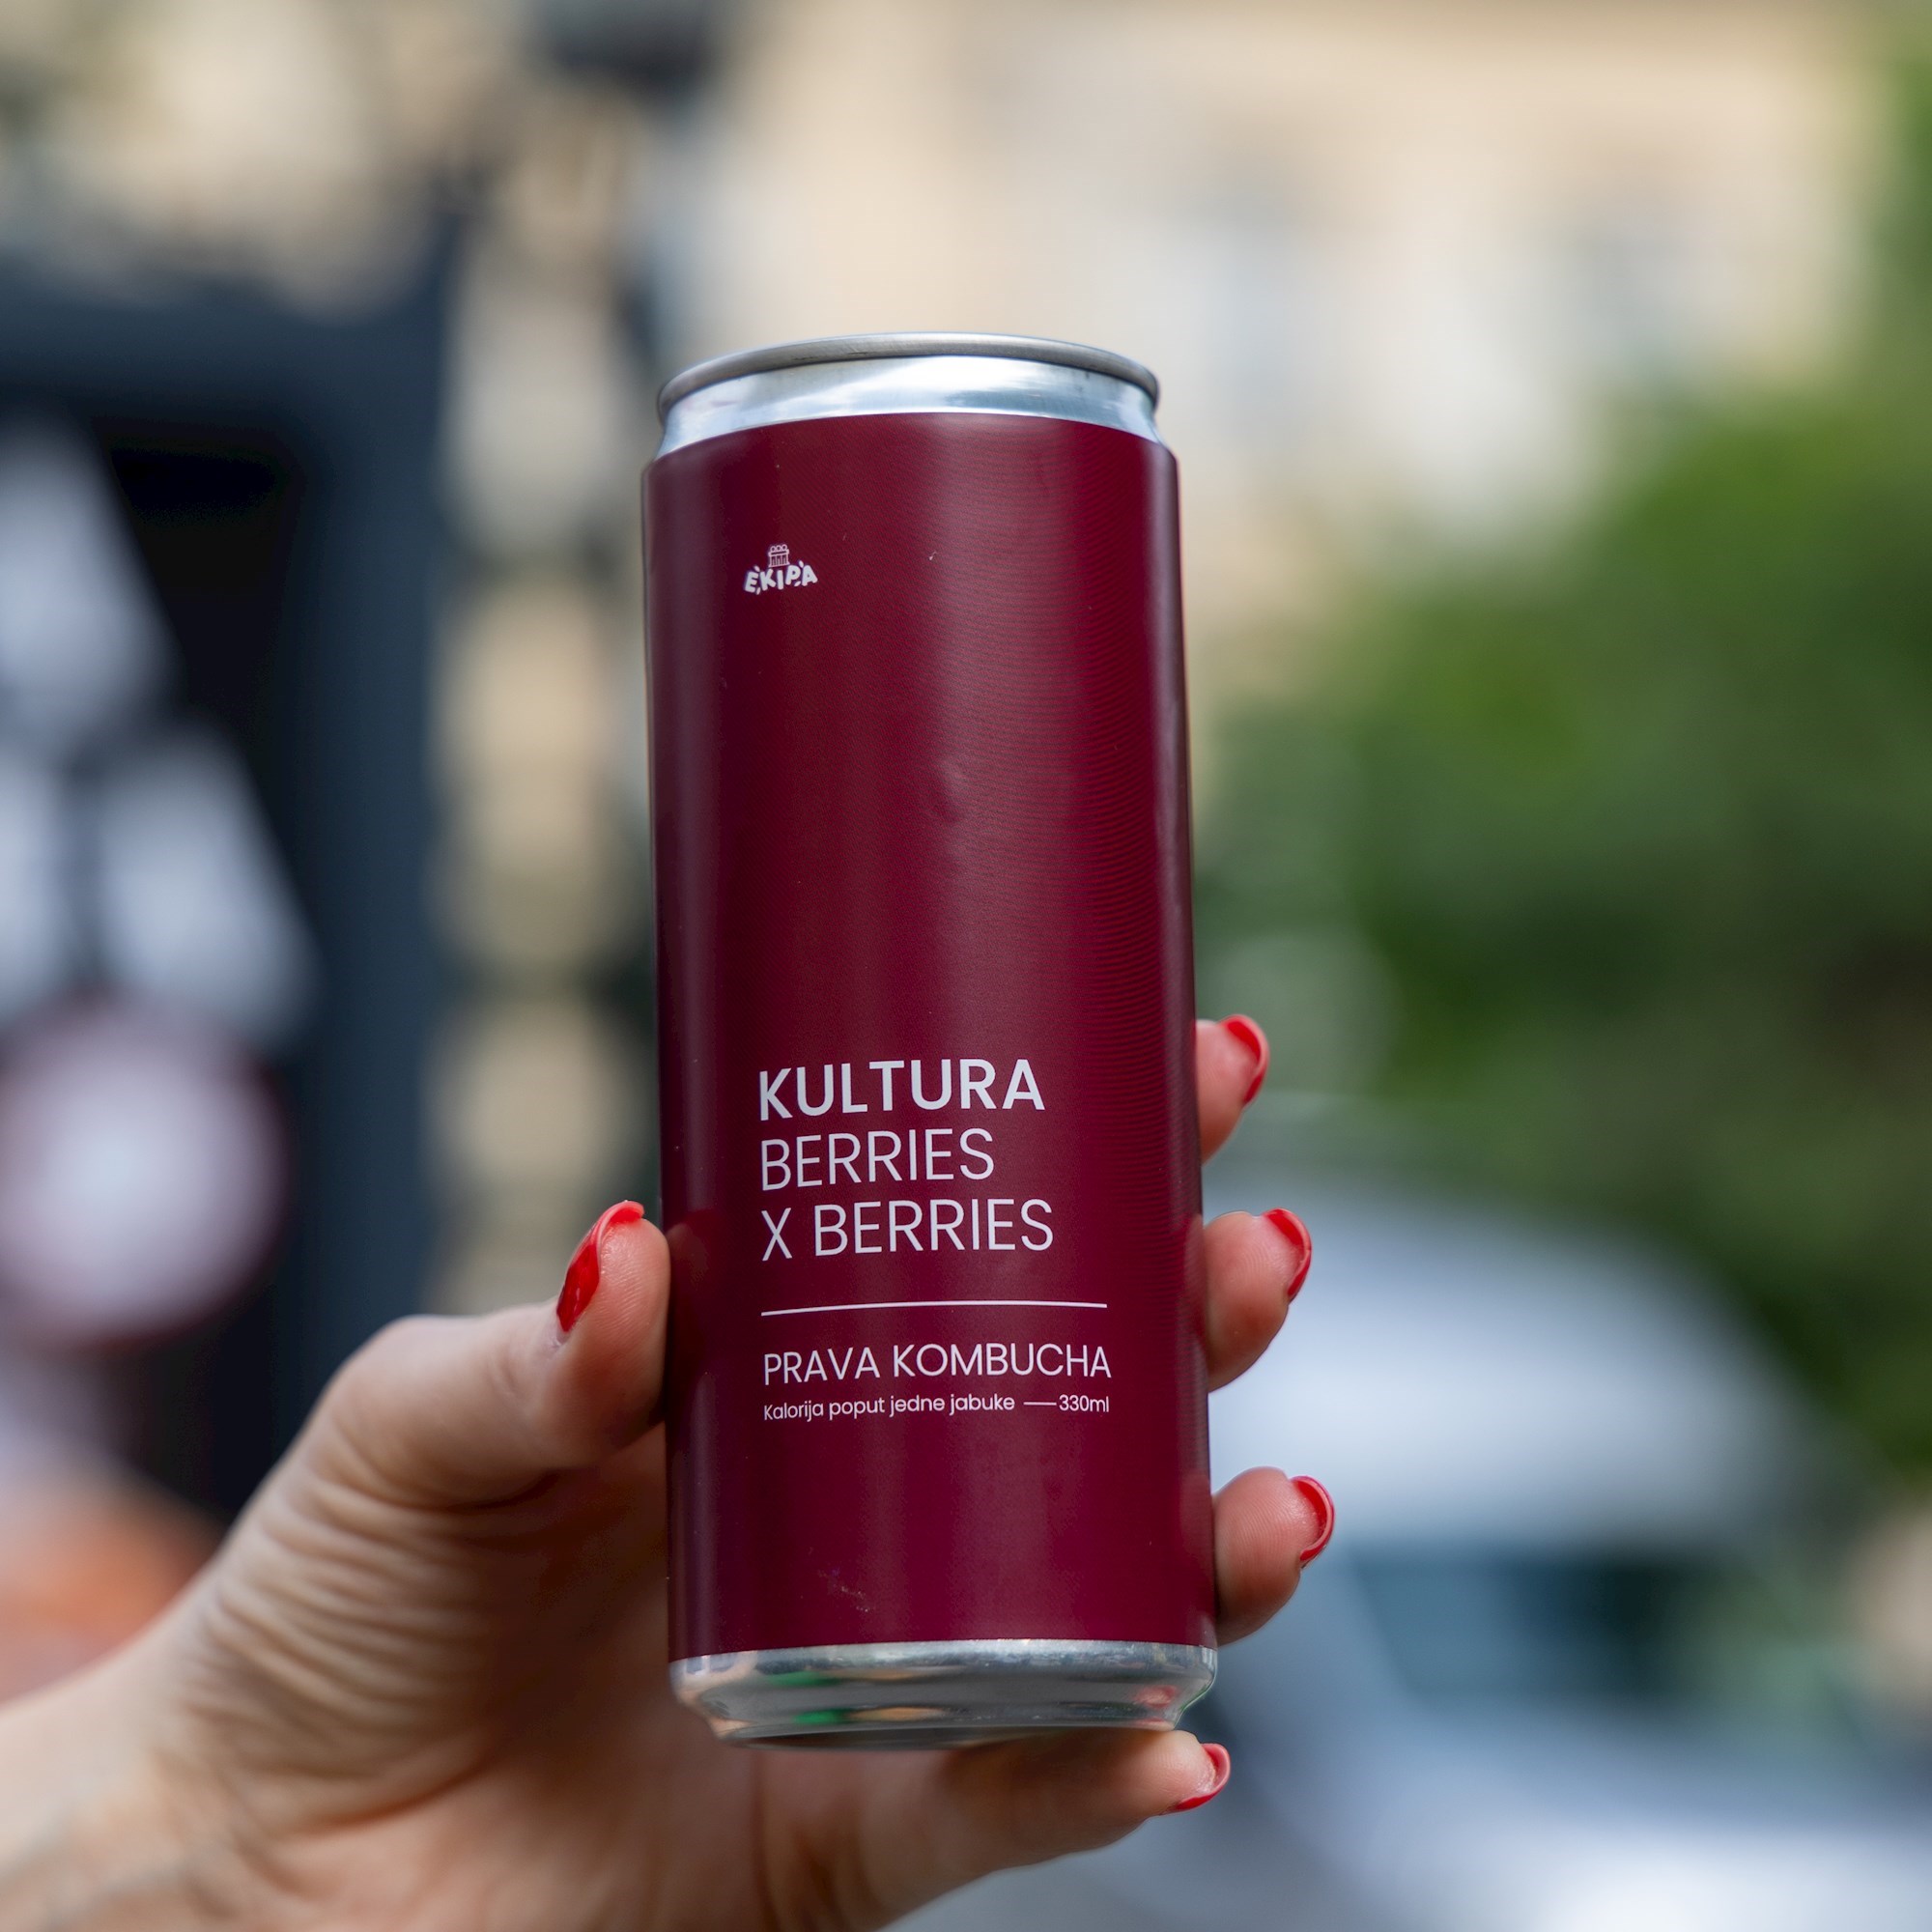 EKIPA
KULTURA
BERRIES
X BERRIES
PRAVA KOMBUCHA
Kalorija poput jedne jabuke — 330ml